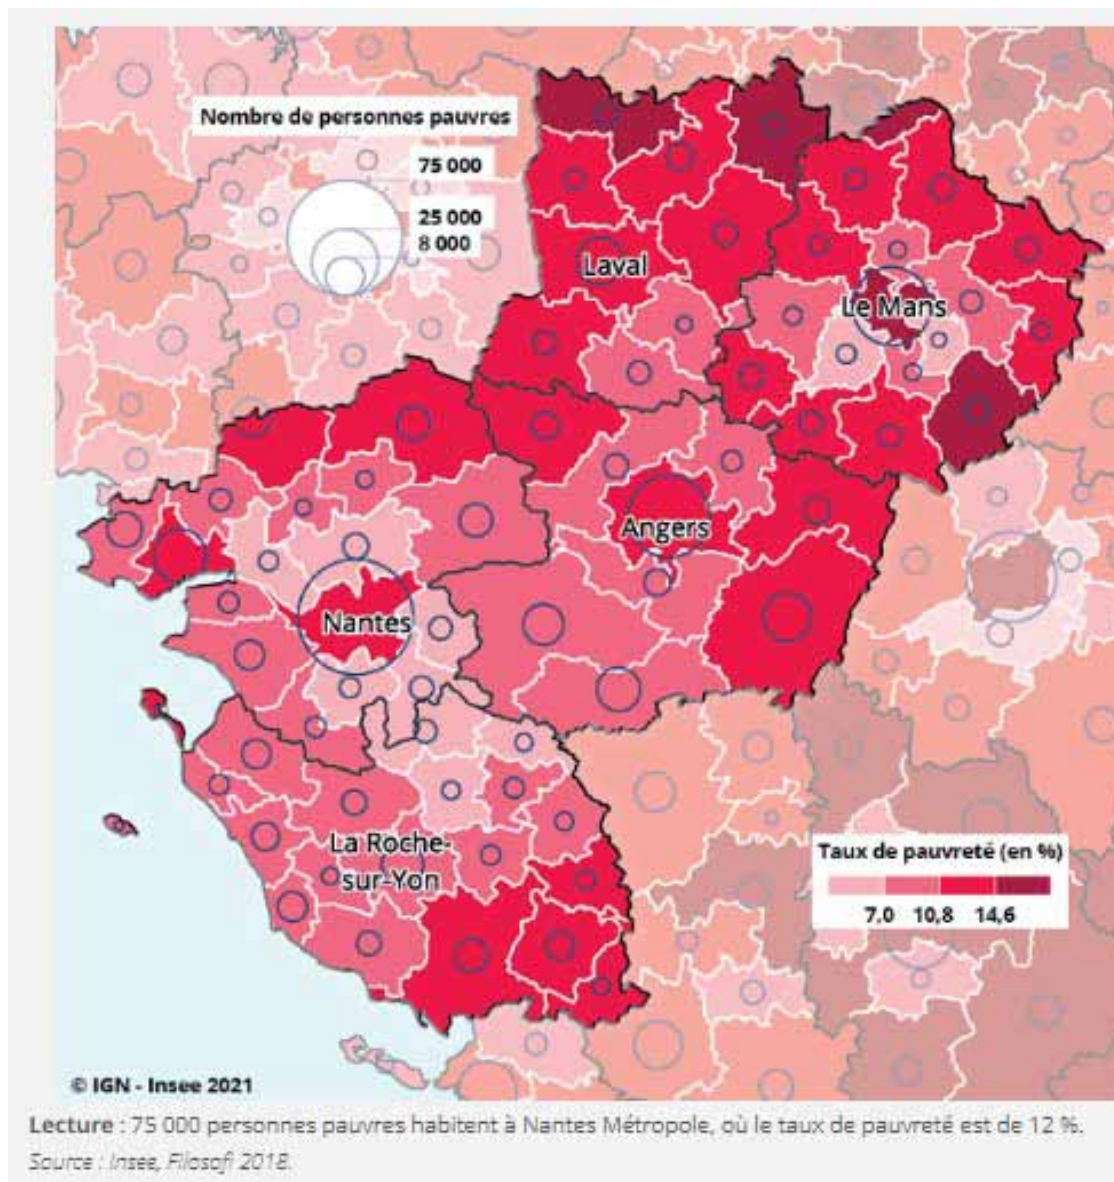 Nombre de personnes pauvres
75 000
25 000
8 000
Laval
Le Mans
Angers
Nantes
La Roche-
sur-Yon
Taux de pauvreté (en %)
7,0 10,8 14,6
© IGN - Insee 2021
Lecture : 75 000 personnes pauvres habitent à Nantes Métropole, où le taux de pauvreté est de 12 %.
Source : Insee, Filosofi 2018.